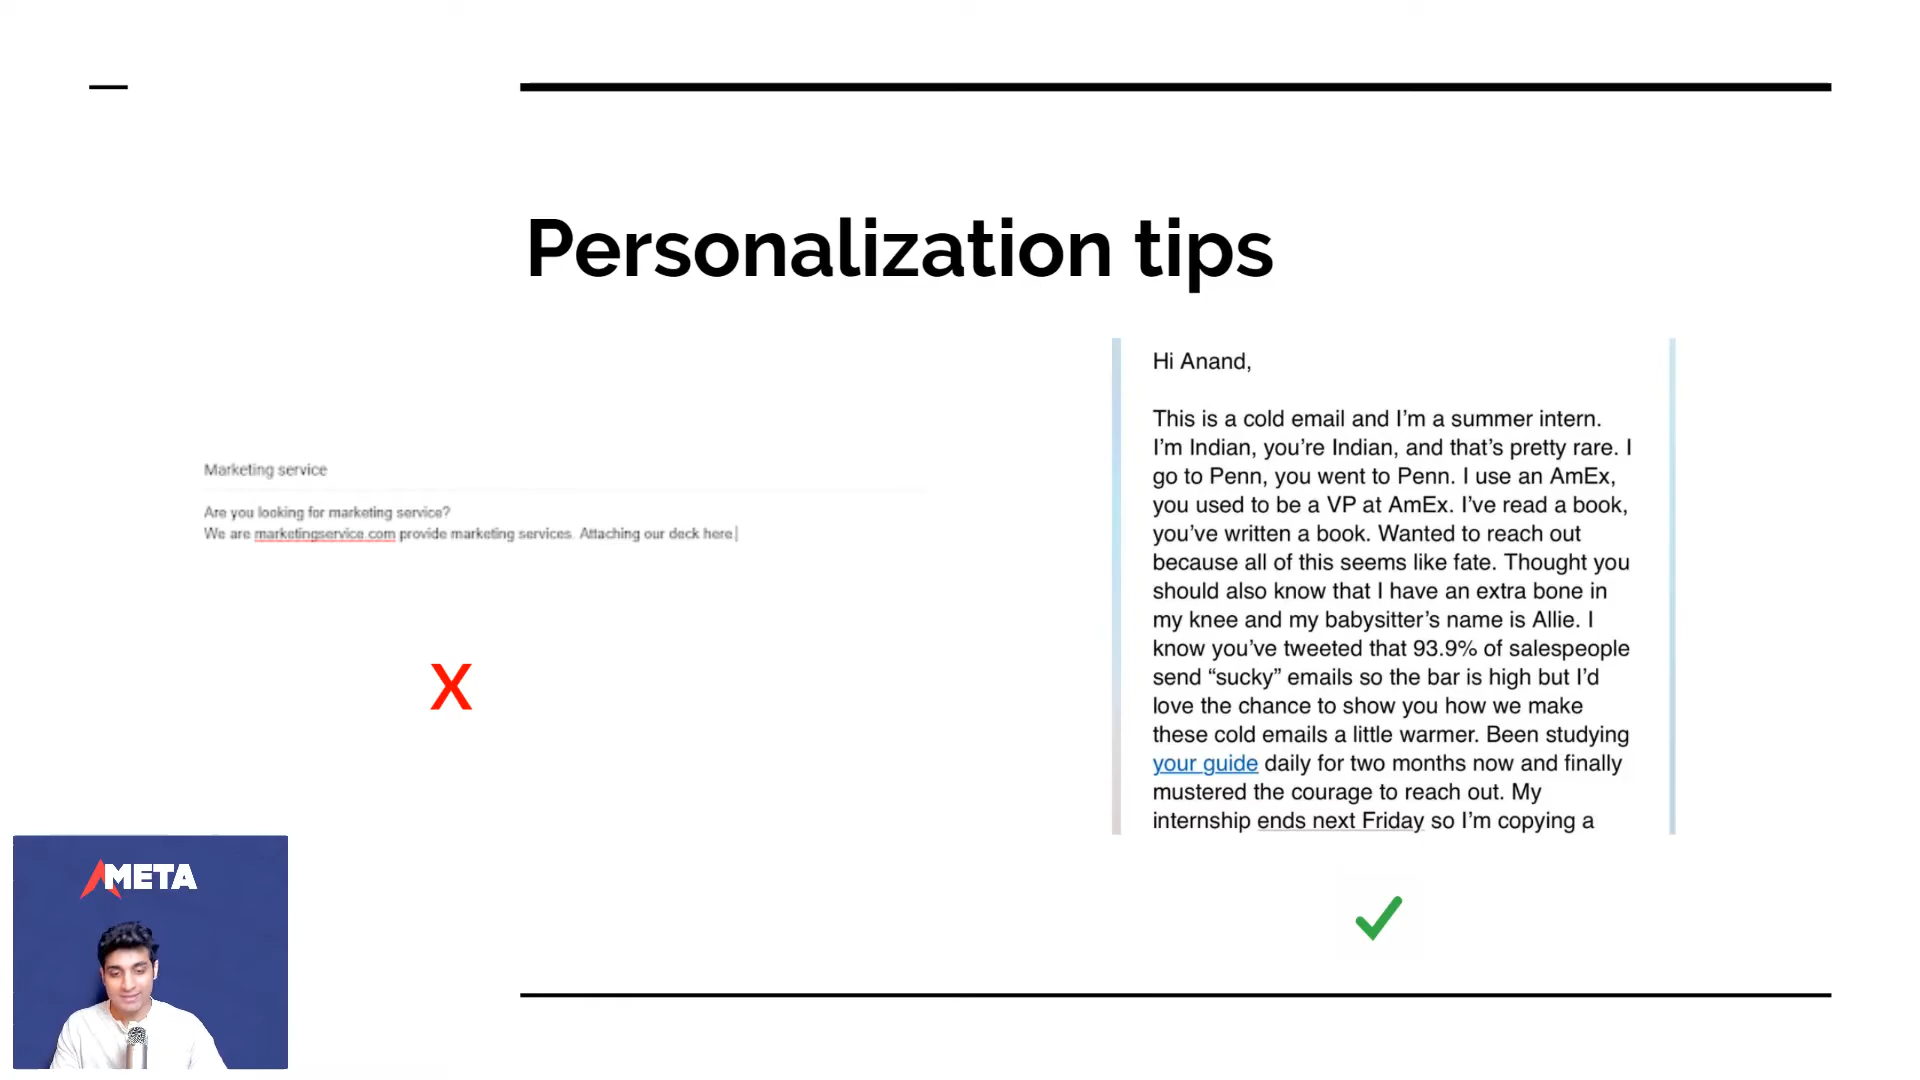 Personalization tips
Marketing service
Are you looking for marketing service?
We are marketingservice.com provide marketing services. Attaching our deck here
Hi Anand,
This is a cold email and I’m a summer intern.
I’m Indian, you’re Indian, and that’s pretty rare. I
go to Penn, you went to Penn. I use an AmEx,
you used to be a VP at AmEx. I’ve read a book,
you’ve written a book. Wanted to reach out
because all of this seems like fate. Thought you
should also know that I have an extra bone in
my knee and my babysitter’s name is Allie. I
know you’ve tweeted that 93.9% of salespeople
send “sucky” emails so the bar is high but I’d
love the chance to show you how we make
these cold emails a little warmer. Been studying
your guide daily for two months now and finally
mustered the courage to reach out. My
internship ends next Friday so I’m copying a
X
META